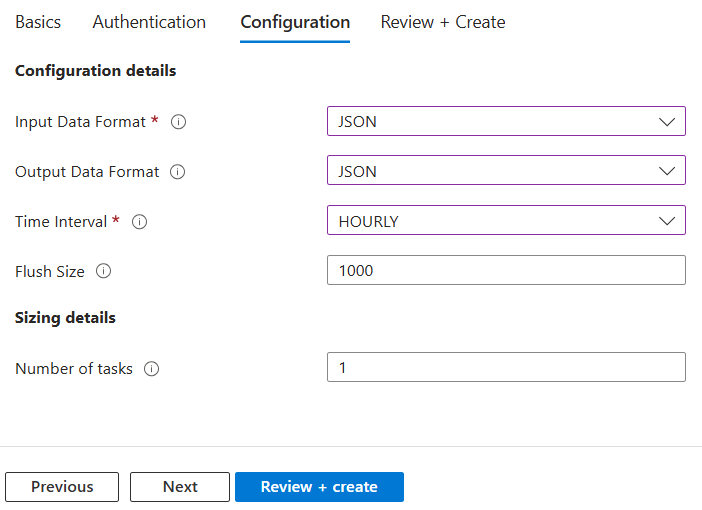 Basics Authentication Configuration Review + Create
Configuration details
Input Data Format * JSON
Output Data Format JSON
Time Interval * HOURLY
Flush Size 1000
Sizing details
Number of tasks 1
Previous Next Review + create